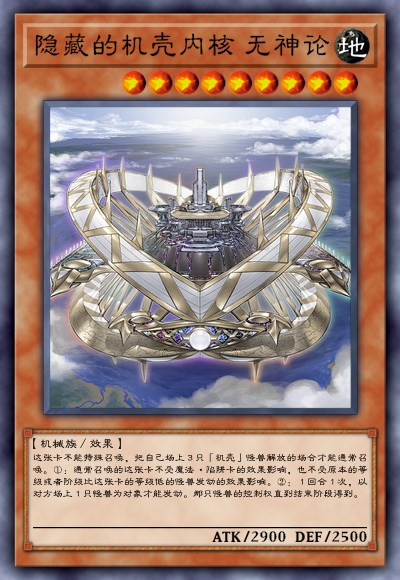 隐藏的机壳内核 无神论
地
【机械族/效果】
这张卡不能特殊召唤，把自己场上3只「机壳」怪兽解放的场合才能通常召
唤。①：通常召唤的这张卡不受魔法·陷阱卡的效果影响，也不受原本的等
级或者阶级比这张卡的等级低的怪兽发动的效果影响。②：1回合1次，以
对方场上1只怪兽为对象才能发动。那只怪兽的控制权直到结束阶段得到。
ATK/2900 DEF/2500